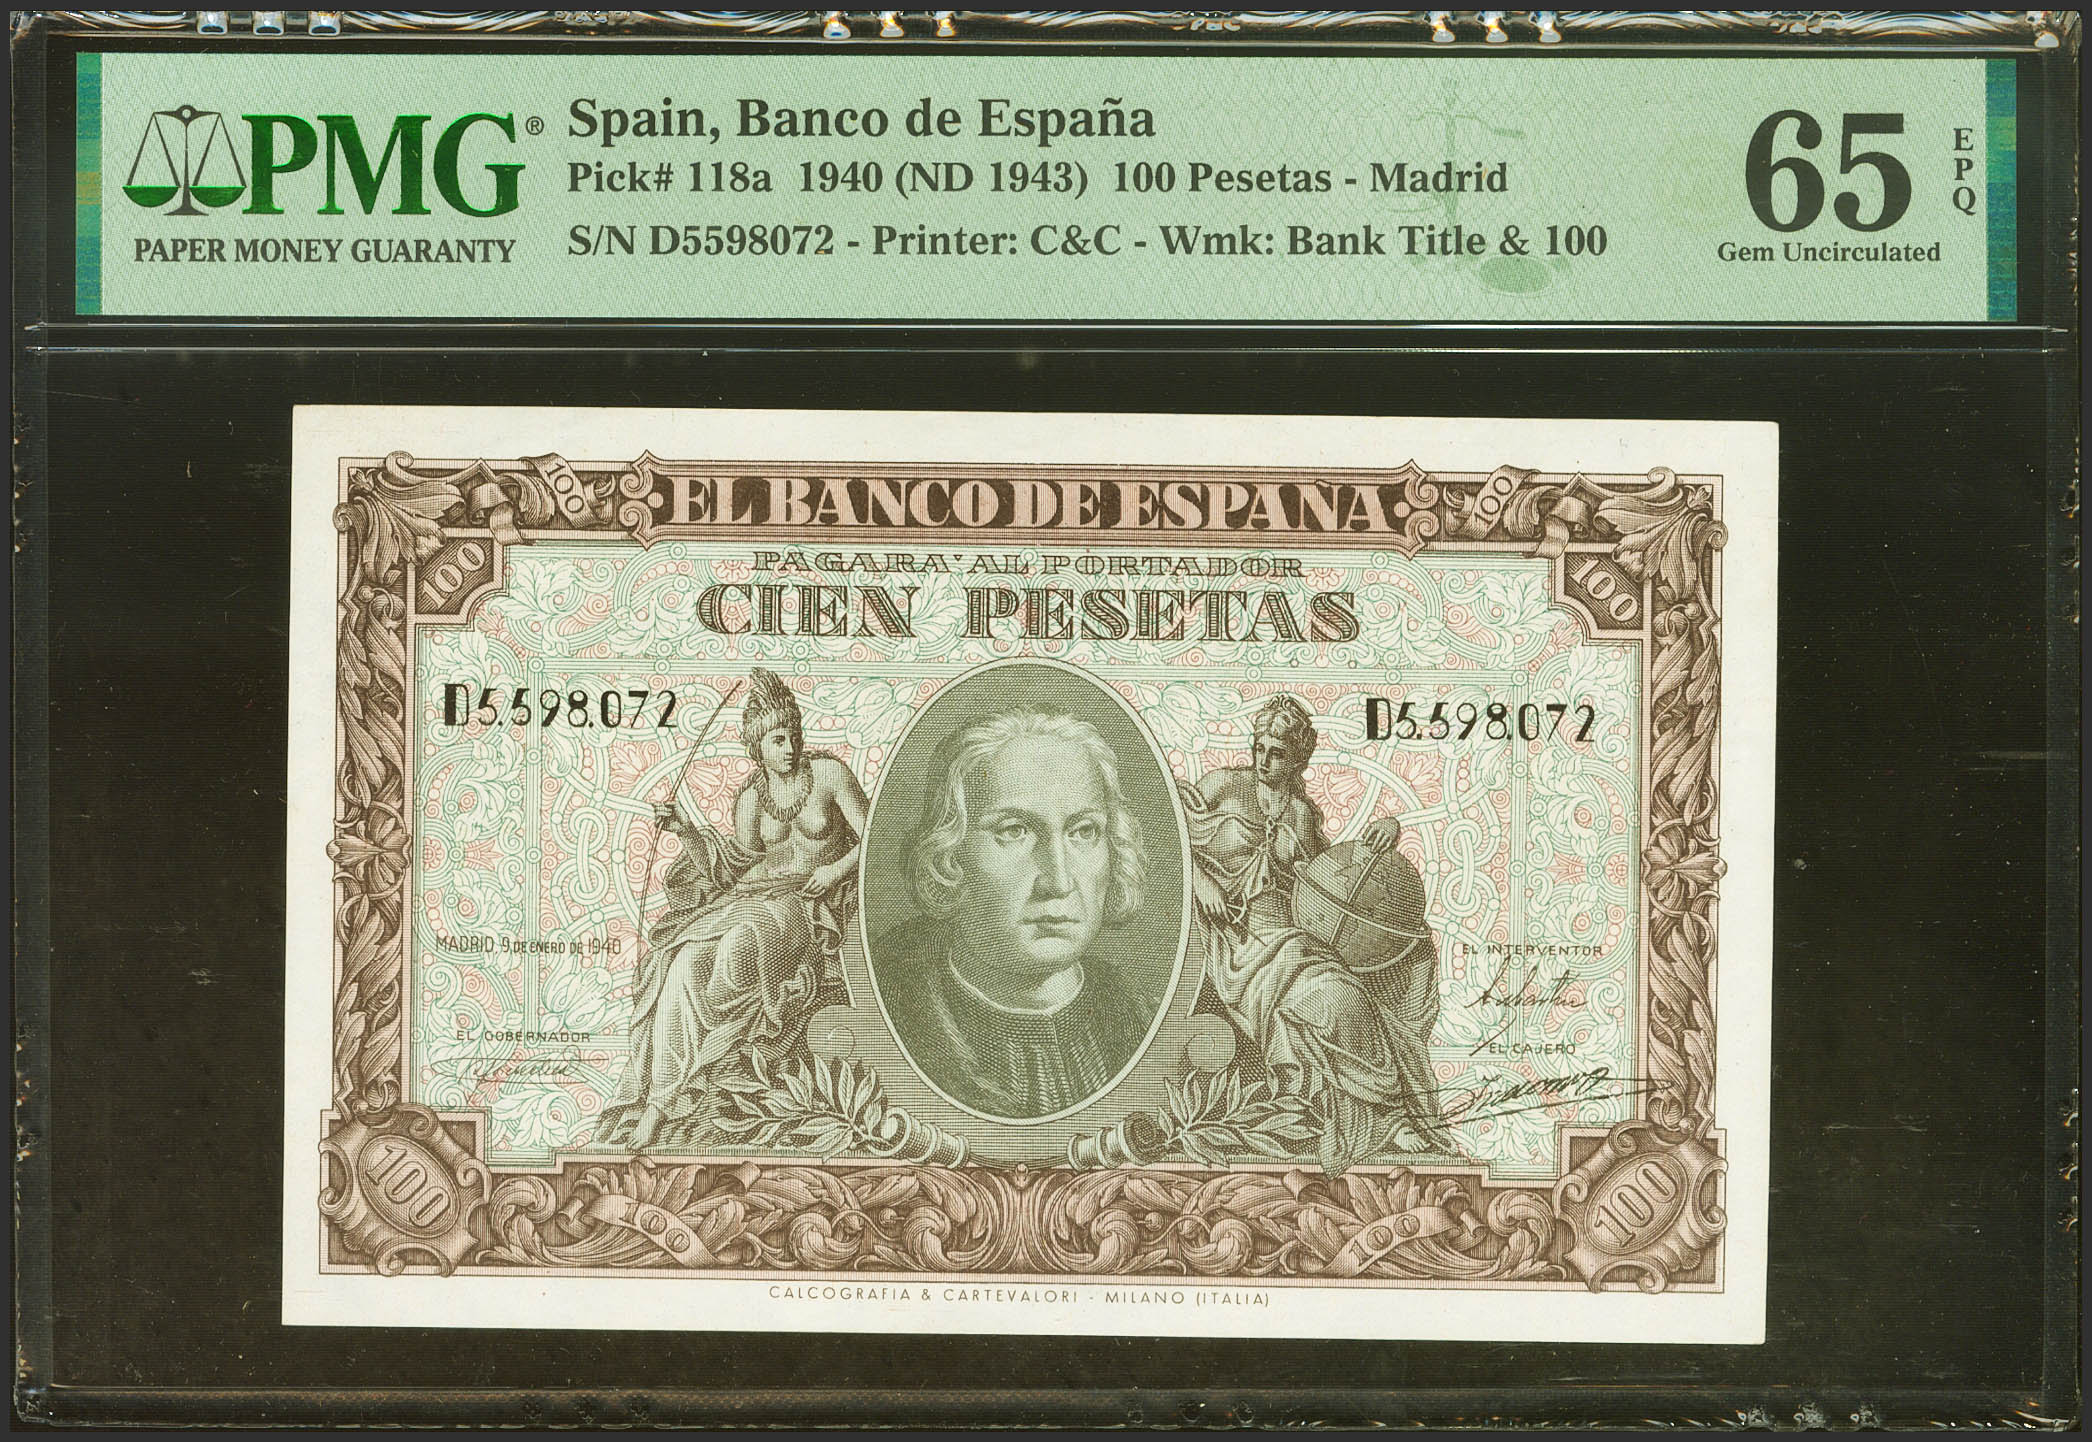 PMG®
PAPER MONEY GUARANTY
Spain, Banco de España
Pick# 118a 1940 (ND 1943) 100 Pesetas - Madrid
S/N D5598072 - Printer: C&C - Wmk: Bank Title & 100
65
EPQ
Gem Uncirculated
100
100
EL BANCO DE ESPAÑA
PAGARA' AL PORTADOR
CIEN PESETAS
100
100
D5.598.072
D5.598.072
MADRID, 9 DE ENERO DE 1940
EL INTERVENTOR
EL GOBERNADOR
EL CAJERO
100
100
100
100
CALCOGRAFIA & CARTEVALORI - MILANO (ITALIA)